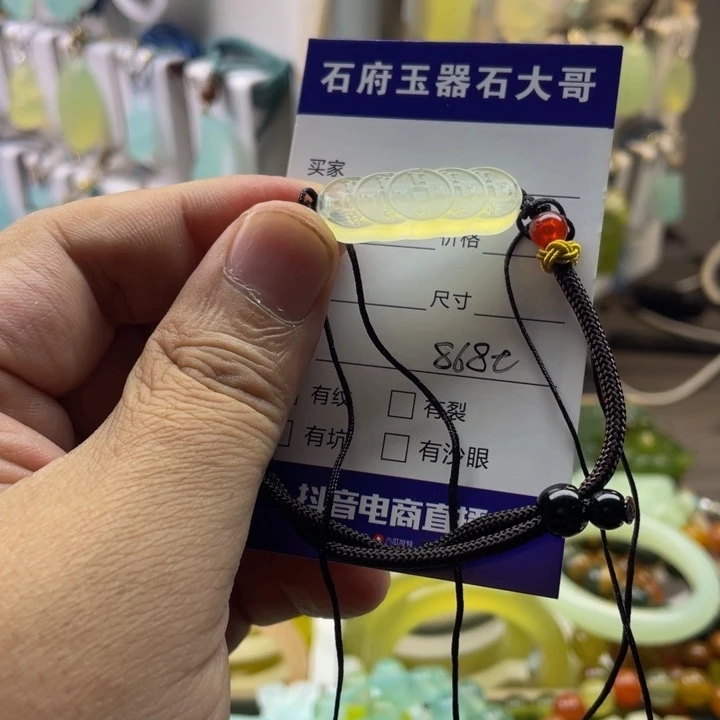 石府玉器石大哥
买家
价格
尺寸
868e
有纹 有裂
有坑 有沙眼
抖音电商直播